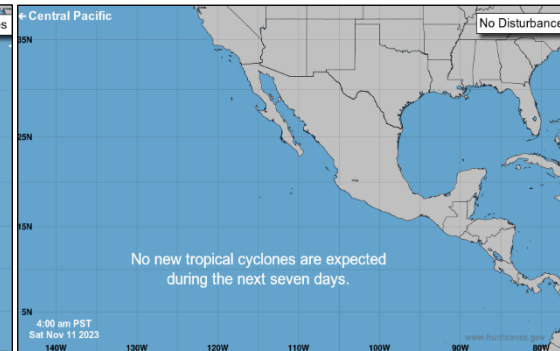 ← Central Pacific
No Disturbance
35N
25N
15N
No new tropical cyclones are expected
during the next seven days.
5N
4:00 am PST
Sat Nov 11 2023
www.hurricanes.gov
140W 130W 120W 110W 100W 90W 80W